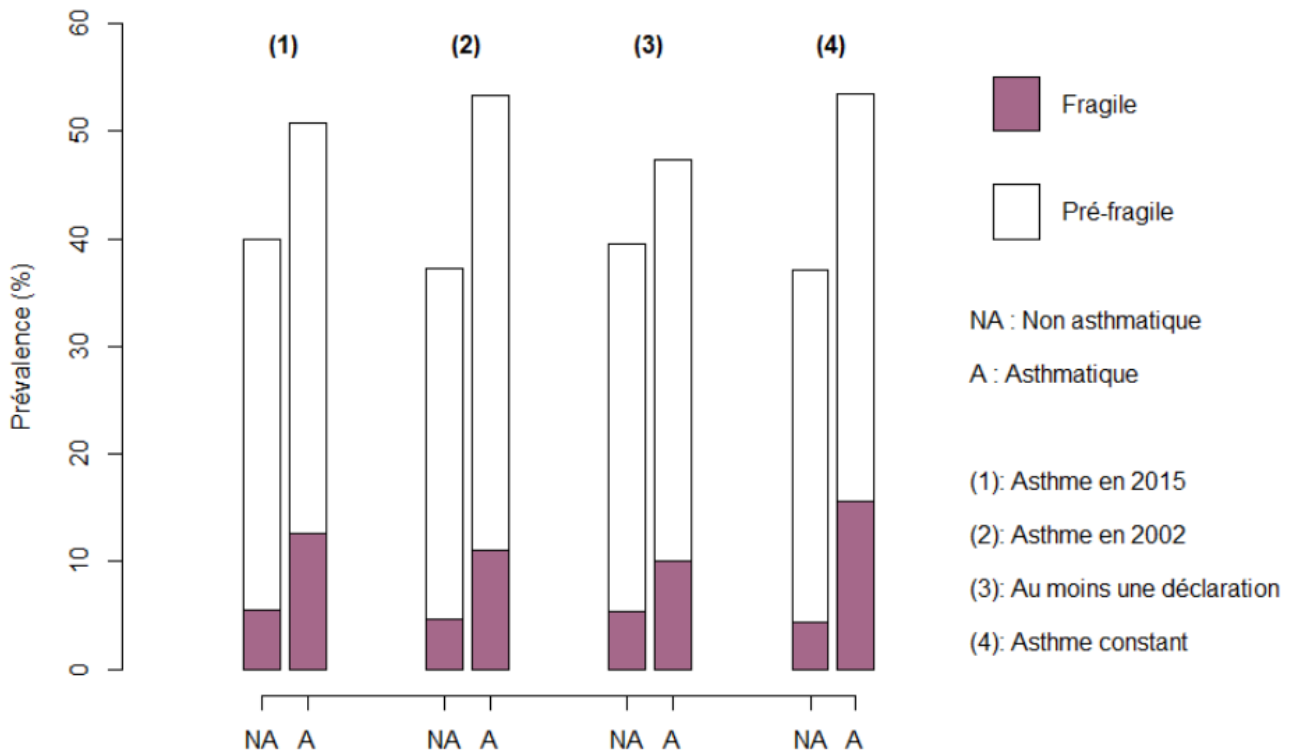 Prévalence (%)
60
50
40
30
20
10
0
(1) (2) (3) (4)
NA A NA A NA A NA A
Fragile
Pré-fragile
NA : Non asthmatique
A : Asthmatique
(1): Asthme en 2015
(2): Asthme en 2002
(3): Au moins une déclaration
(4): Asthme constant